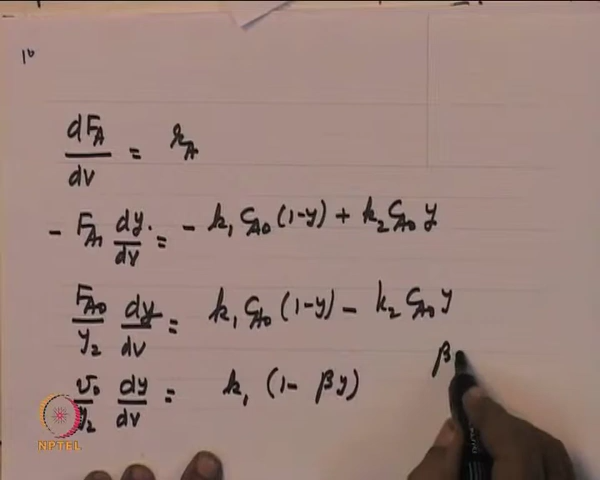 10
dF_A/dV = r_A
- F_A1 dy/dV = - k_1 C_A0 (1-y) + k_2 C_A0 y
F_A0/y_2 dy/dV = k_1 C_A0 (1-y) - k_2 C_A0 y
β
v_0/y_2 dy/dV = k_1 (1- βy)
NPTEL